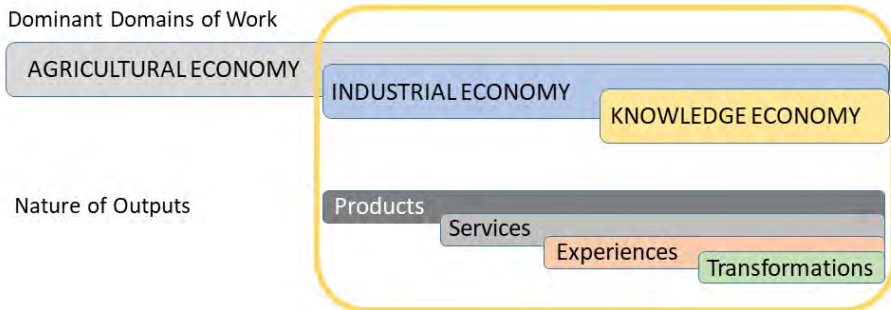 Dominant Domains of Work
AGRICULTURAL ECONOMY
INDUSTRIAL ECONOMY
KNOWLEDGE ECONOMY
Nature of Outputs
Products
Services
Experiences
Transformations